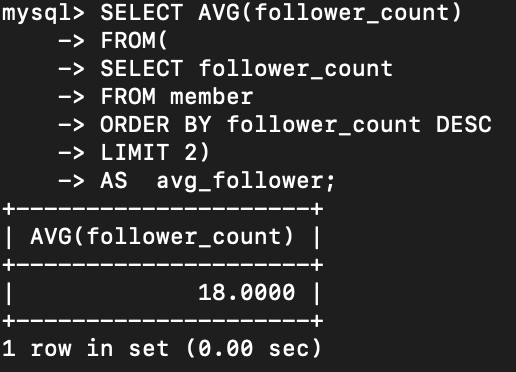 mysql> SELECT AVG(follower_count)
    -> FROM(
    -> SELECT follower_count
    -> FROM member
    -> ORDER BY follower_count DESC
    -> LIMIT 2)
    -> AS  avg_follower;
+---------------------+
| AVG(follower_count) |
+---------------------+
|             18.0000 |
+---------------------+
1 row in set (0.00 sec)